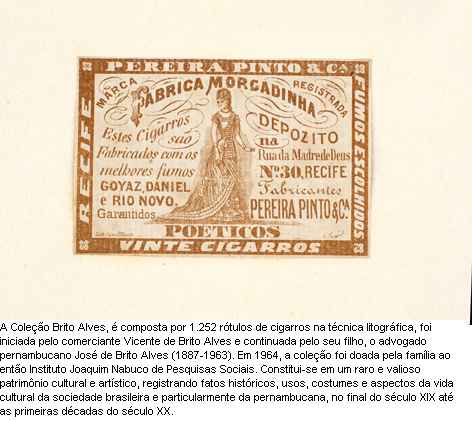 PEREIRA PINTO & Cª
MARCA
REGISTRADA
FABRICA MORGADINHA
Estes Cigarros
são
Fabricados com os
melhores fumos
GOYAZ, DANIEL
e RIO NOVO.
Garantidos
DEPOZITO
na
Rua da Madre de Deus
Nº 30, RECIFE
Fabricantes
PEREIRA PINTO & Cª
POETICOS
VINTE CIGARROS
RECIFE
FUMOS ESCOLHIDOS
A Coleção Brito Alves, é composta por 1.252 rótulos de cigarros na técnica litográfica, foi
iniciada pelo comerciante Vicente de Brito Alves e continuada pelo seu filho, o advogado
pernambucano José de Brito Alves (1887-1963). Em 1964, a coleção foi doada pela família ao
então Instituto Joaquim Nabuco de Pesquisas Sociais. Constitui-se em um raro e valioso
patrimônio cultural e artístico, registrando fatos históricos, usos, costumes e aspectos da vida
cultural da sociedade brasileira e particularmente da pernambucana, no final do século XIX até
as primeiras décadas do século XX.